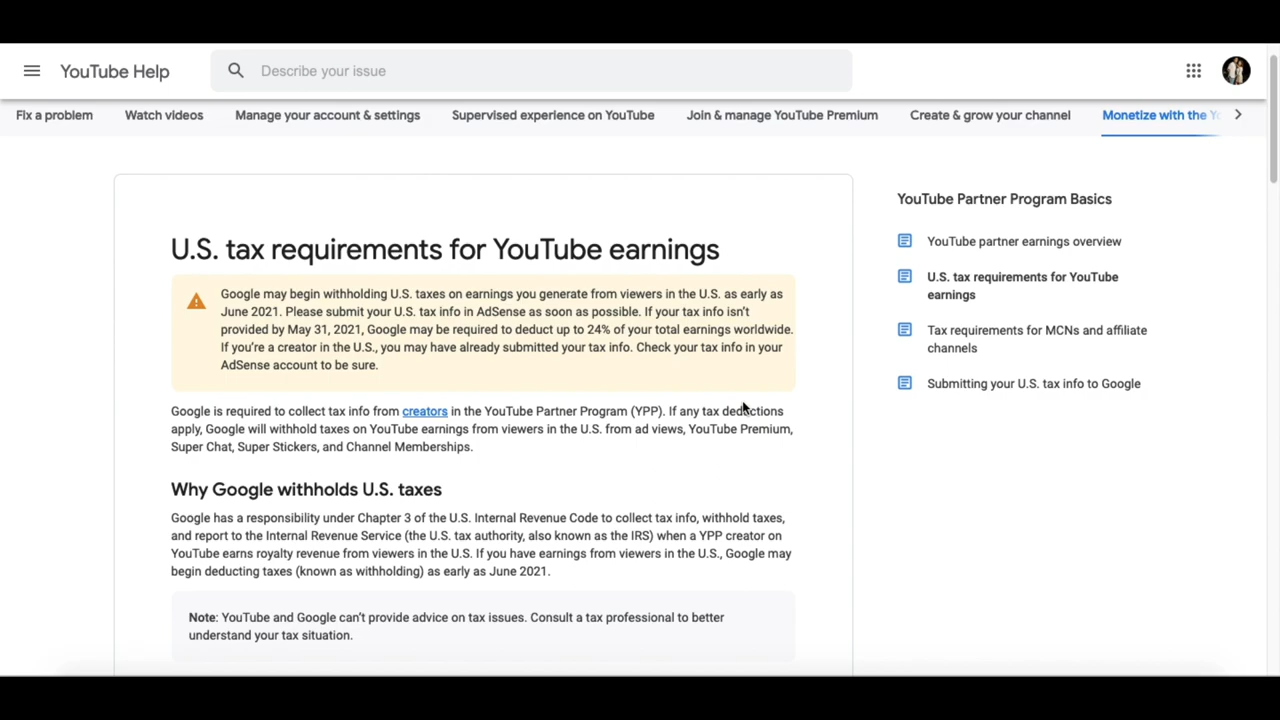 YouTube Help
Describe your issue
Fix a problem
Watch videos
Manage your account & settings
Supervised experience on YouTube
Join & manage YouTube Premium
Create & grow your channel
Monetize with the
U.S. tax requirements for YouTube earnings
Google may begin withholding U.S. taxes on earnings you generate from viewers in the U.S. as early as
June 2021. Please submit your U.S. tax info in AdSense as soon as possible. If your tax info isn't
provided by May 31, 2021, Google may be required to deduct up to 24% of your total earnings worldwide.
If you're a creator in the U.S., you may have already submitted your tax info. Check your tax info in your
AdSense account to be sure.
Google is required to collect tax info from creators in the YouTube Partner Program (YPP). If any tax deductions
apply, Google will withhold taxes on YouTube earnings from viewers in the U.S. from ad views, YouTube Premium,
Super Chat, Super Stickers, and Channel Memberships.
Why Google withholds U.S. taxes
Google has a responsibility under Chapter 3 of the U.S. Internal Revenue Code to collect tax info, withhold taxes,
and report to the Internal Revenue Service (the U.S. tax authority, also known as the IRS) when a YPP creator on
YouTube earns royalty revenue from viewers in the U.S. If you have earnings from viewers in the U.S., Google may
begin deducting taxes (known as withholding) as early as June 2021.
Note: YouTube and Google can't provide advice on tax issues. Consult a tax professional to better
understand your tax situation.
YouTube Partner Program Basics
YouTube partner earnings overview
U.S. tax requirements for YouTube
earnings
Tax requirements for MCNs and affiliate
channels
Submitting your U.S. tax info to Google